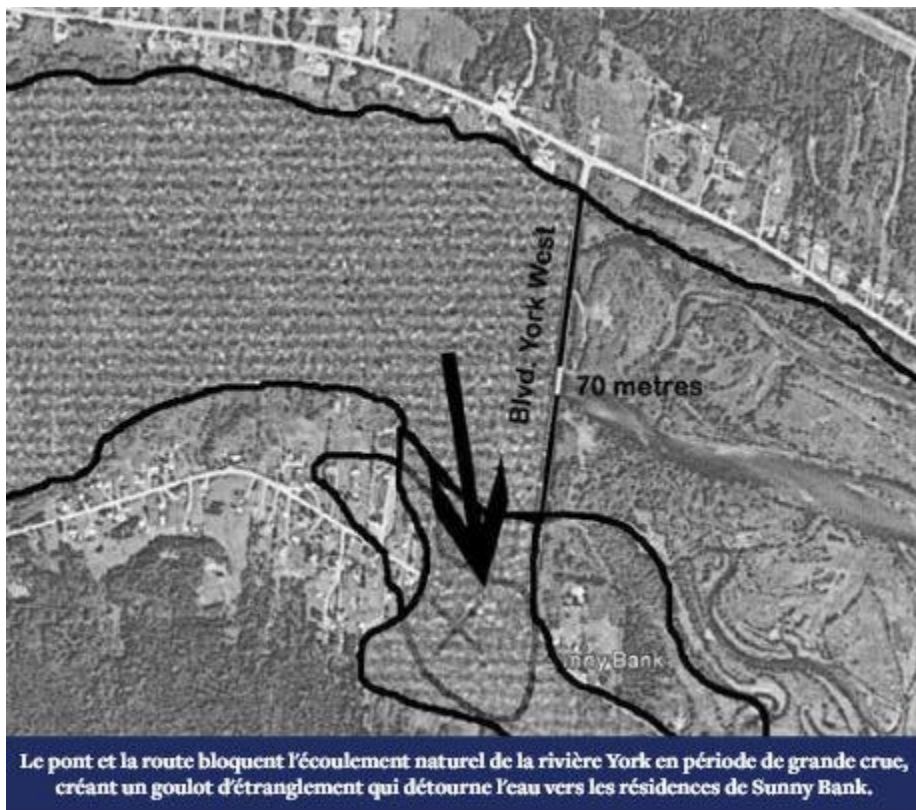 Blvd. York West
70 metres
nny Bank
Le pont et la route bloquent l'écoulement naturel de la rivière York en période de grande crue,
créant un goulot d'étranglement qui détourne l'eau vers les résidences de Sunny Bank.